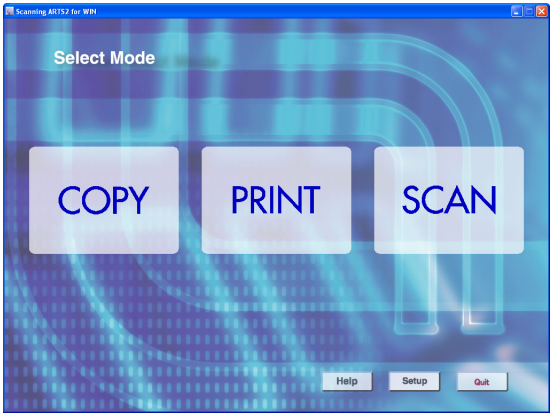 Scanning ARTS2 for WIN
Select Mode
COPY PRINT SCAN
Help Setup Quit